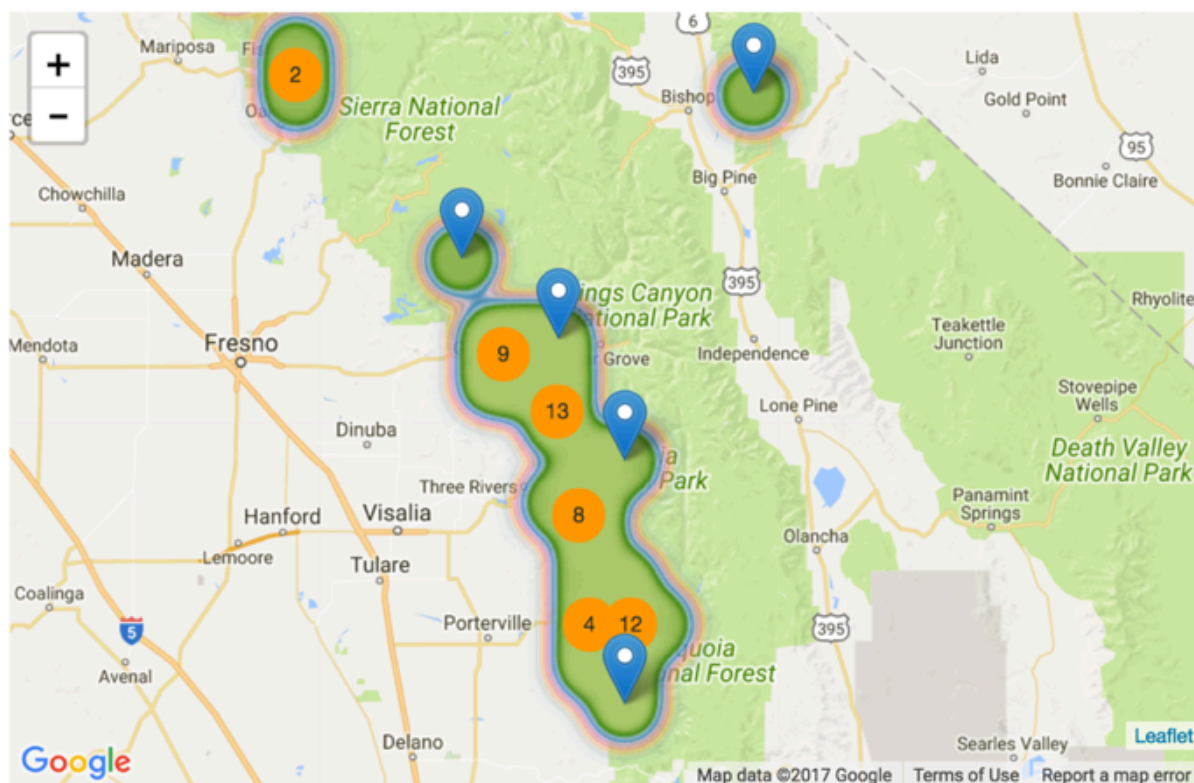 6
Mariposa
+
2
395
Lida
Bishop
Gold Point
Sierra National
Forest
−
95
Big Pine
Bonnie Claire
Chowchilla
Madera
395
ings Canyon
National Park
Rhyolite
Teakettle
Junction
Fresno
Mendota
9
Grove
Independence
Stovepipe
Wells
13
Lone Pine
Dinuba
Death Valley
National Park
Park
Three Rivers
8
Panamint
Springs
Hanford
Visalia
Lemoore
Olancha
Tulare
Coalinga
4
12
Porterville
5
395
quoia
onal Forest
Avenal
Leaflet
Google
Delano
Searles Valley
Map data ©2017 Google
Terms of Use
Report a map error